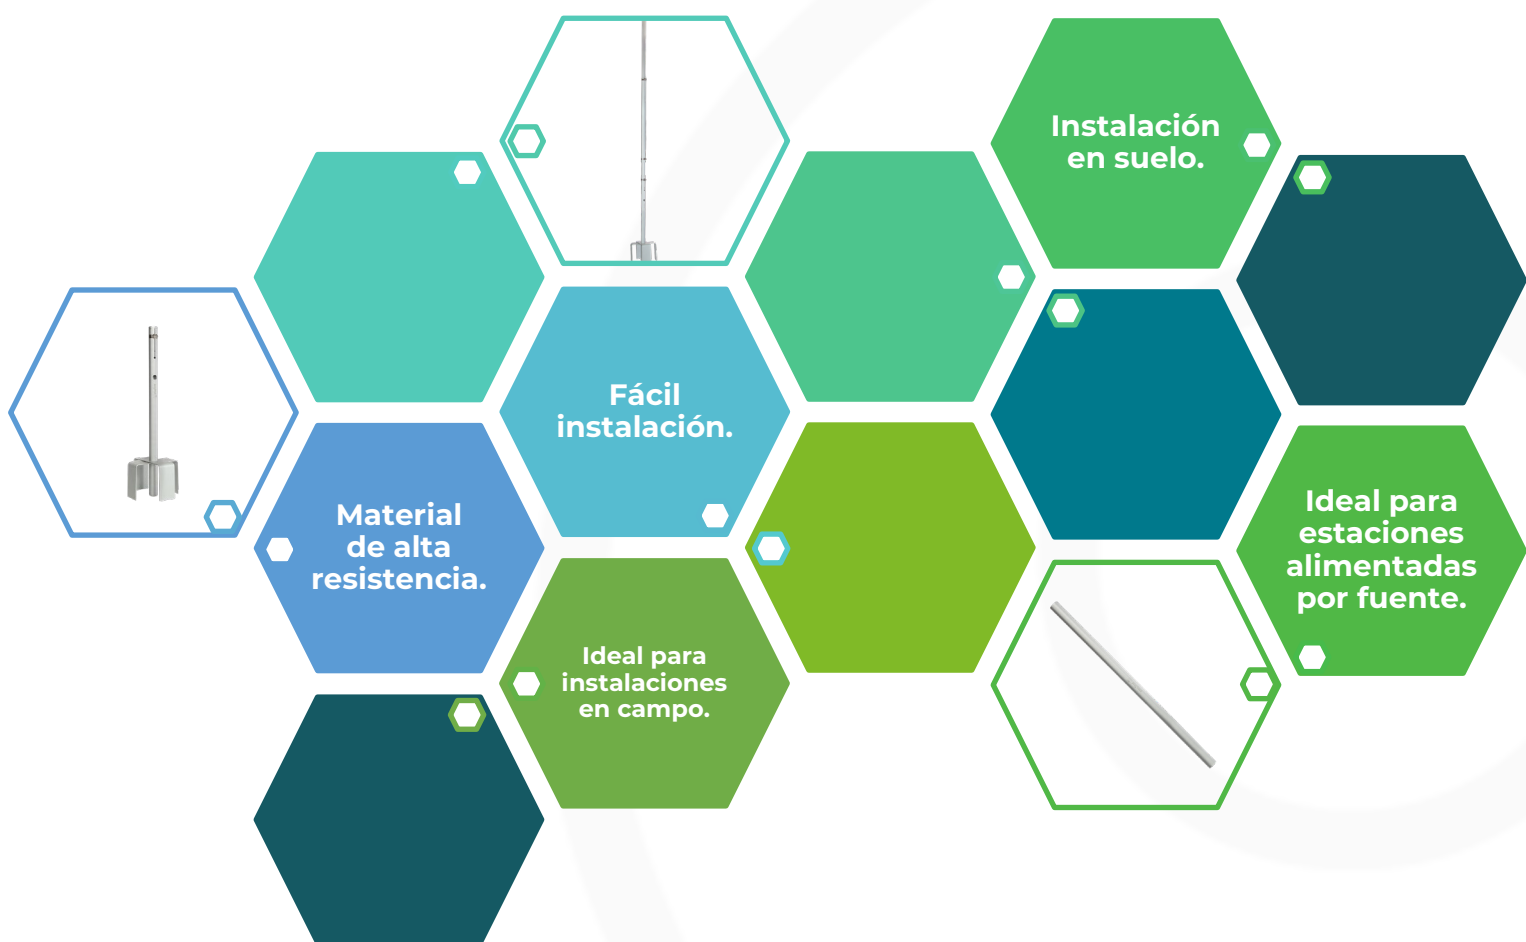 Instalación
en suelo.
Fácil
instalación.
Material
de alta
resistencia.
Ideal para
estaciones
alimentadas
por fuente.
Ideal para
instalaciones
en campo.